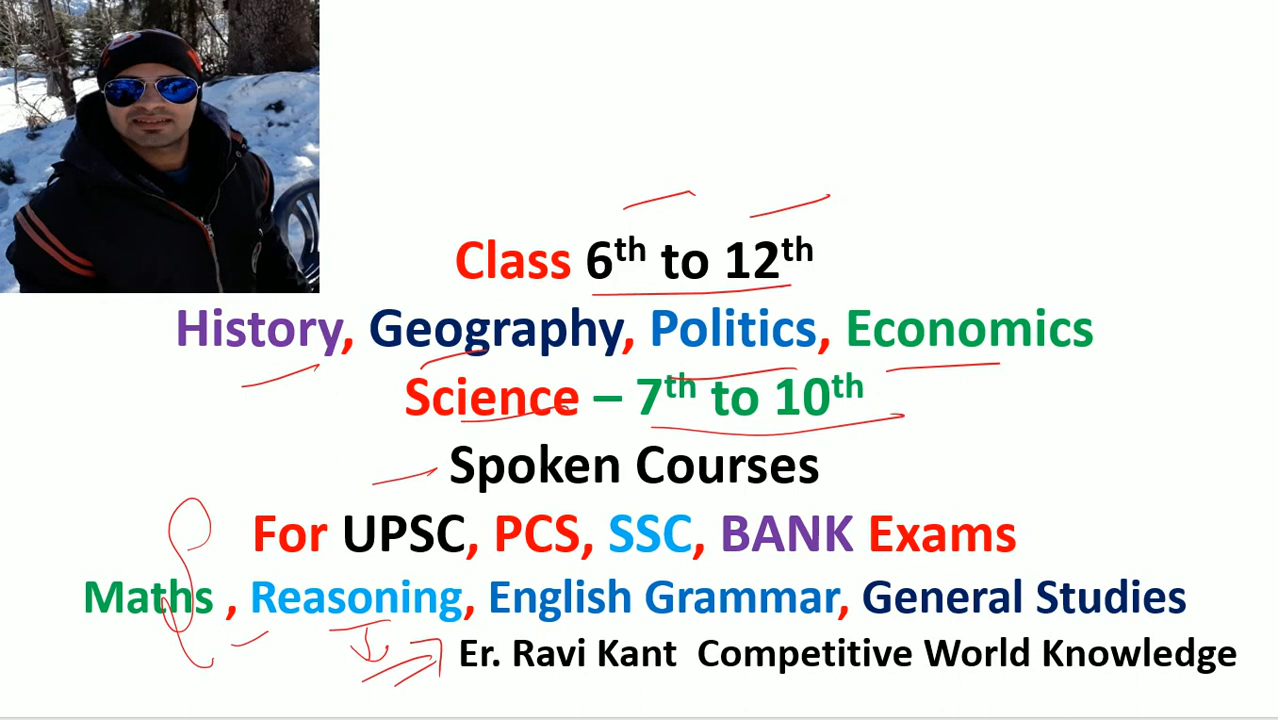 Class 6th to 12th
History, Geography, Politics, Economics
Science – 7th to 10th
Spoken Courses
For UPSC, PCS, SSC, BANK Exams
Maths , Reasoning, English Grammar, General Studies
Er. Ravi Kant Competitive World Knowledge